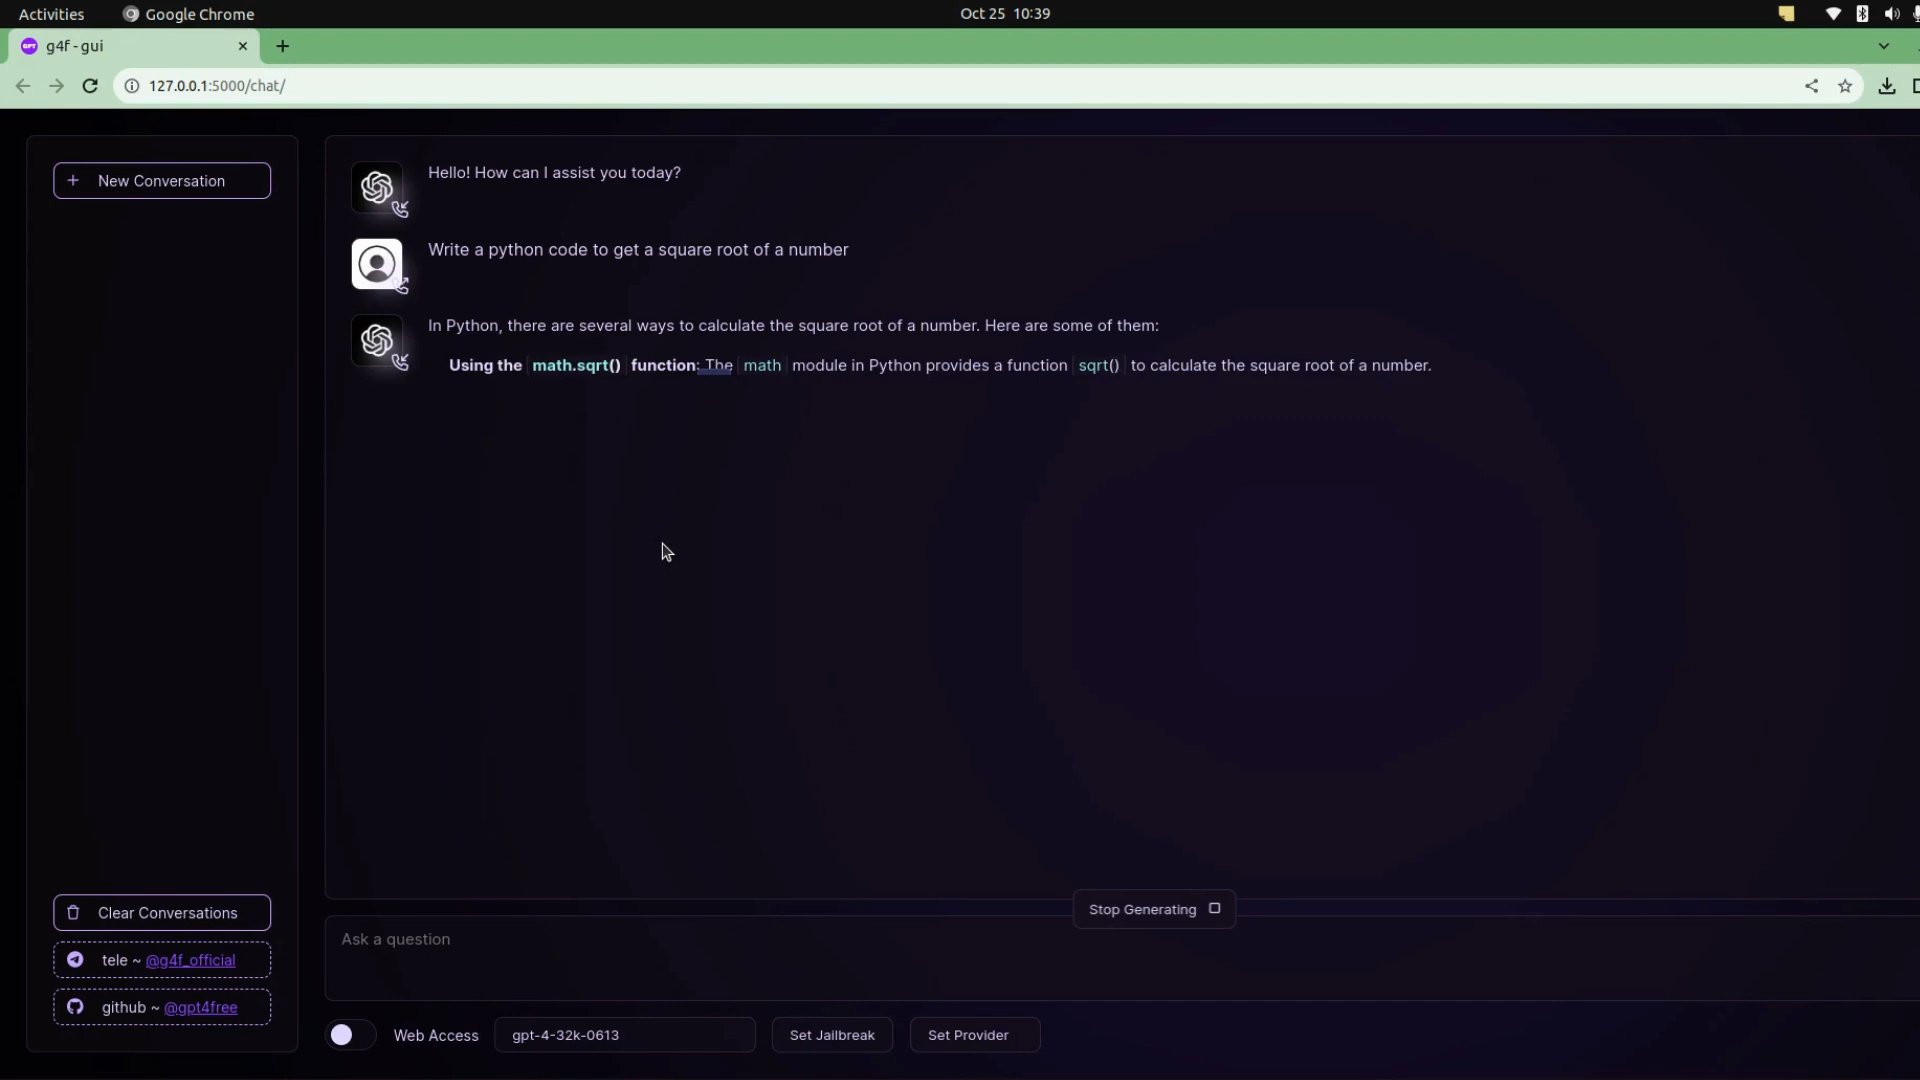 Activities
Google Chrome
Oct 25 10:39
GPT
g4f - gui
127.0.0.1:5000/chat/
New Conversation
Hello! How can I assist you today?
Write a python code to get a square root of a number
In Python, there are several ways to calculate the square root of a number. Here are some of them:
Using the math.sqrt() function: The math module in Python provides a function sqrt() to calculate the square root of a number.
Stop Generating
Clear Conversations
Ask a question
tele ~ @g4f_official
github ~ @gpt4free
Web Access
gpt-4-32k-0613
Set Jailbreak
Set Provider